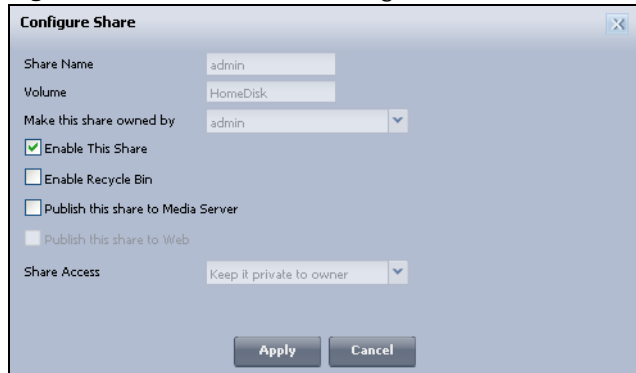 Configure Share
Share Name admin
Volume HomeDisk
Make this share owned by admin
Enable This Share
Enable Recycle Bin
Publish this share to Media Server
Publish this share to Web
Share Access Keep it private to owner
Apply Cancel